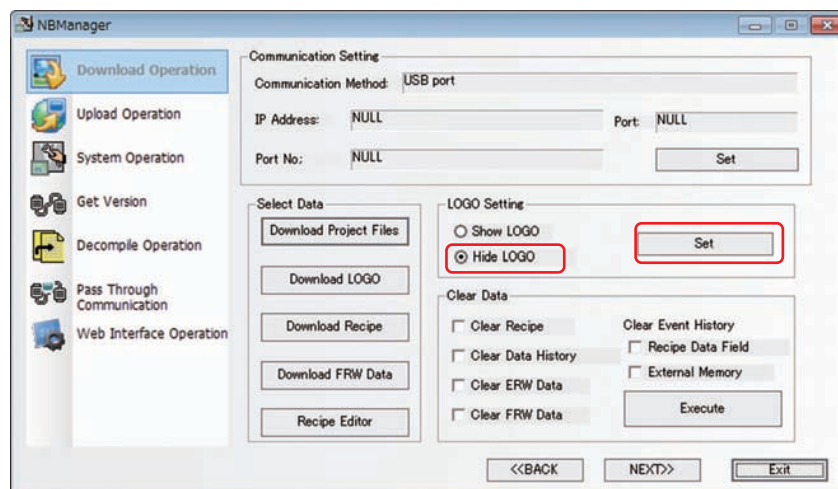 NBManager
Download Operation
Upload Operation
System Operation
Get Version
Decompile Operation
Pass Through
Communication
Web Interface Operation
Communication Setting
Communication Method: USB port
IP Address: NULL Port: NULL
Port No: NULL Set
Select Data
Download Project Files
Download LOGO
Download Recipe
Download FRW Data
Recipe Editor
LOGO Setting
Show LOGO
Hide LOGO
Set
Clear Data
Clear Recipe
Clear Data History
Clear ERW Data
Clear FRW Data
Clear Event History
Recipe Data Field
External Memory
Execute
<<BACK NEXT>> Exit